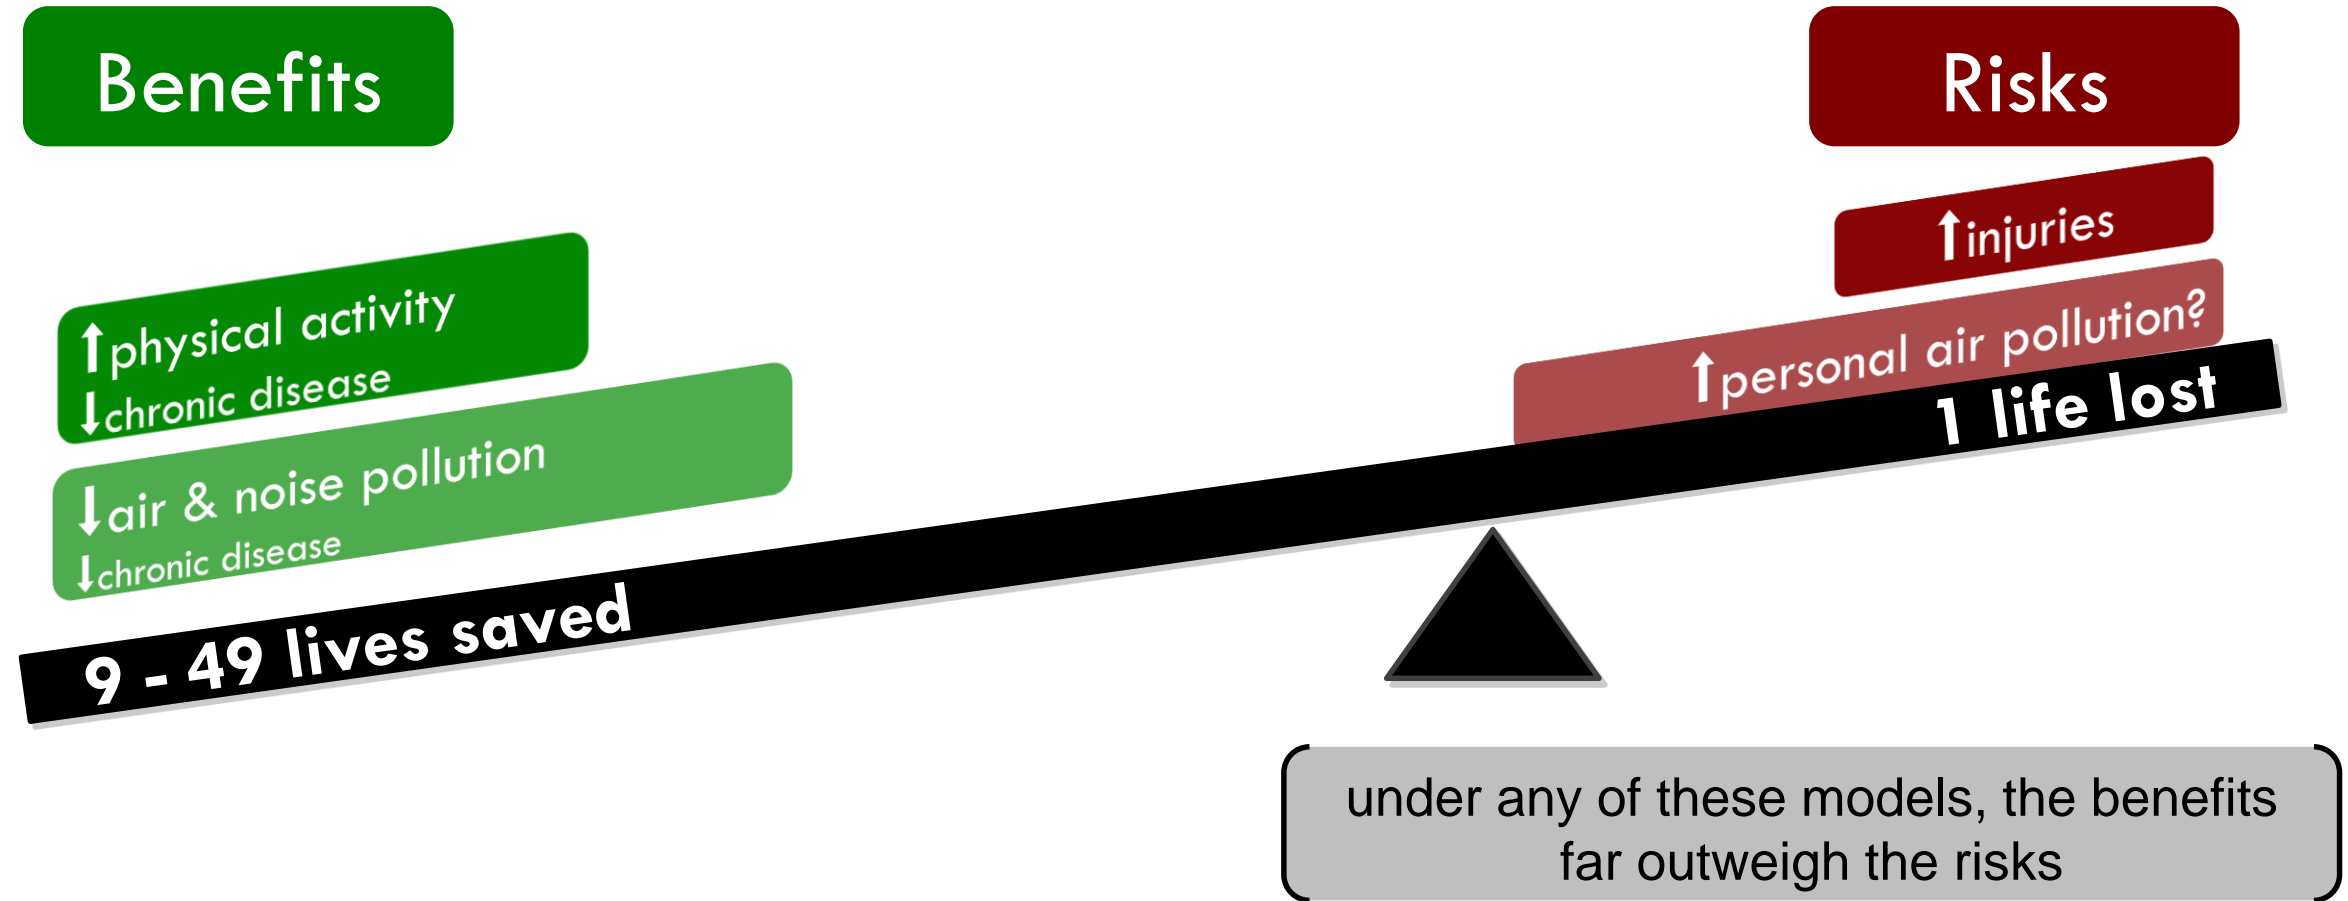 Benefits
Risks
↑physical activity
↓chronic disease
↓air & noise pollution
↓chronic disease
9 - 49 lives saved
↑injuries
↑personal air pollution?
1 life lost
under any of these models, the benefits
far outweigh the risks